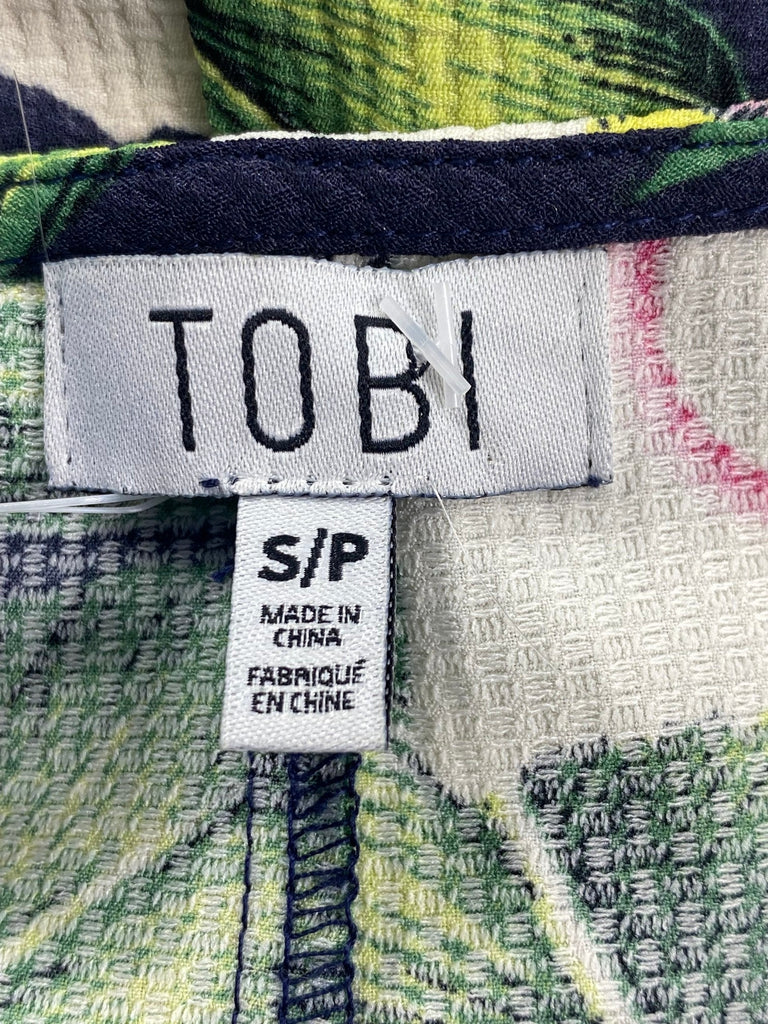 TOBI
S/P
MADE IN
CHINA
FABRIQUÉ
EN CHINE